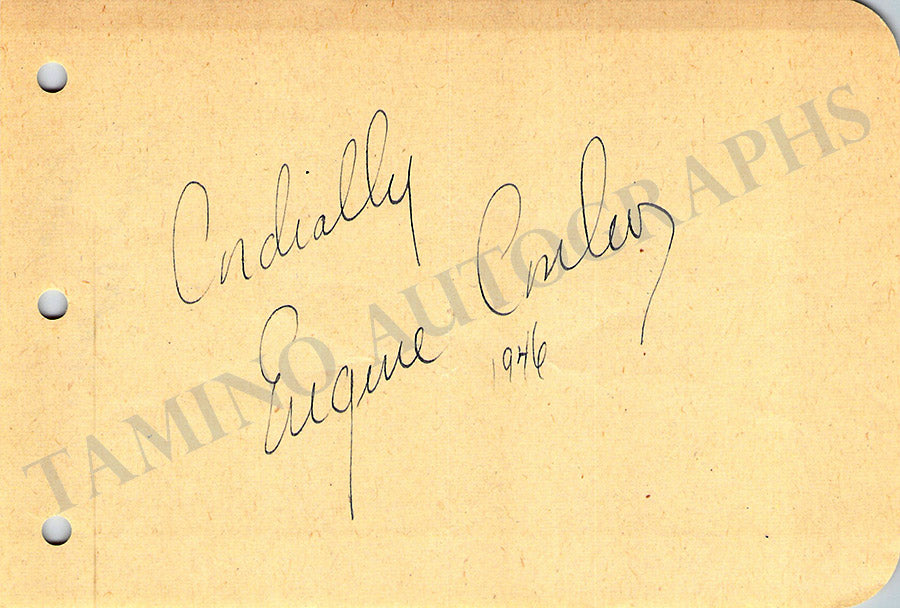 Cordially
Eugene Conley
1946
TAMINO AUTOGRAPHS